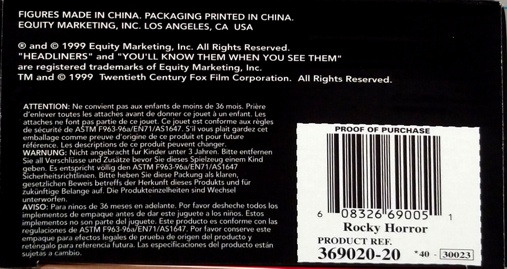 FIGURES MADE IN CHINA. PACKAGING PRINTED IN CHINA.
EQUITY MARKETING, INC. LOS ANGELES, CA USA
® and © 1999 Equity Marketing, Inc. All Rights Reserved.
"HEADLINERS" and "YOU'LL KNOW THEM WHEN YOU SEE THEM"
are registered trademarks of Equity Marketing, Inc.
TM and © 1999 Twentieth Century Fox Film Corporation. All Rights Reserved.
ATTENTION: Ne convient pas aux enfants de moins de 36 mois. Prière
d'enlever toutes les attaches avant de donner ce jouet à un enfant. Les
attaches ne font pas partie de ce jouet. Ce jouet est conforme aux règles
de sécurité de ASTM F963-96a/EN71/AS1647. S'il vous plait gardez cet
emballage comme preuve d'origine de ce produit et pour future
référence. Les descriptions de ce produit peuvent changer.
WARNUNG: Nicht angebracht fur Kinder unter 3 Jahren. Bitte entfernen
Sie all Verschlüsse und Zusätze bevor Sie dieses Spielzeug einem Kind
geben. Es entspricht völlig den ASTM F963-96a/EN71/AS1647
Sicherheitsrichtlinien. Bitte heben Sie diese Packung als klaren,
gesetzlichen Beweis betreffs der Herkunft dieses Produkts und für
zukünftige Belange auf. Die Produkteinzelheiten sind Wechsel
unterworfen.
AVISO: Para ninos de 36 meses en adelante. Por favor desheche todos los
implementos de empaque antes de dar este juguete a los niños. Estos
implementos no son parte del juguete. Este producto es conforme con las
regulaciones de ASTM F963-96a/EN71/AS1647. Por favor conserve este
empaque para efectos legales de prueba de origen del producto y
reténgalo para referencia futura. Las especificaciones del producto están
sujetas a cambio.
PROOF OF PURCHASE
6 08326 69005 1
Rocky Horror
PRODUCT REF.
369020-20 *40 - 30023